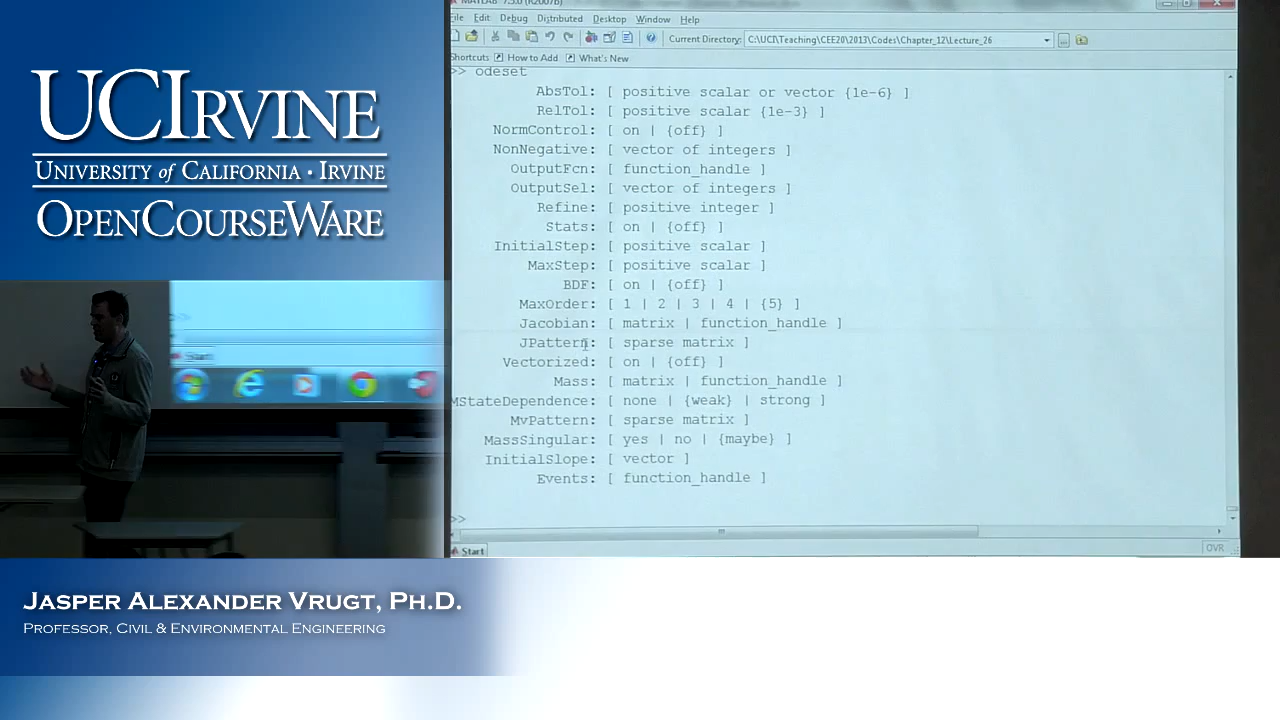 UCIRVINE
UNIVERSITY of CALIFORNIA · IRVINE
OPENCOURSEWARE
Start
JASPER ALEXANDER VRUGT, PH.D.
PROFESSOR, CIVIL & ENVIRONMENTAL ENGINEERING
MATLAB 7.5.0 (R2007b)
File Edit Debug Distributed Desktop Window Help
Current Directory: C:\UCI\Teaching\CEE20\2013\Codes\Chapter_12\Lecture_26
Shortcuts How to Add What's New
>> odeset
AbsTol: [ positive scalar or vector {1e-6} ]
RelTol: [ positive scalar {1e-3} ]
NormControl: [ on | {off} ]
NonNegative: [ vector of integers ]
OutputFcn: [ function_handle ]
OutputSel: [ vector of integers ]
Refine: [ positive integer ]
Stats: [ on | {off} ]
InitialStep: [ positive scalar ]
MaxStep: [ positive scalar ]
BDF: [ on | {off} ]
MaxOrder: [ 1 | 2 | 3 | 4 | {5} ]
Jacobian: [ matrix | function_handle ]
JPattern: [ sparse matrix ]
Vectorized: [ on | {off} ]
Mass: [ matrix | function_handle ]
MStateDependence: [ none | {weak} | strong ]
MvPattern: [ sparse matrix ]
MassSingular: [ yes | no | {maybe} ]
InitialSlope: [ vector ]
Events: [ function_handle ]
>>
Start
OVR